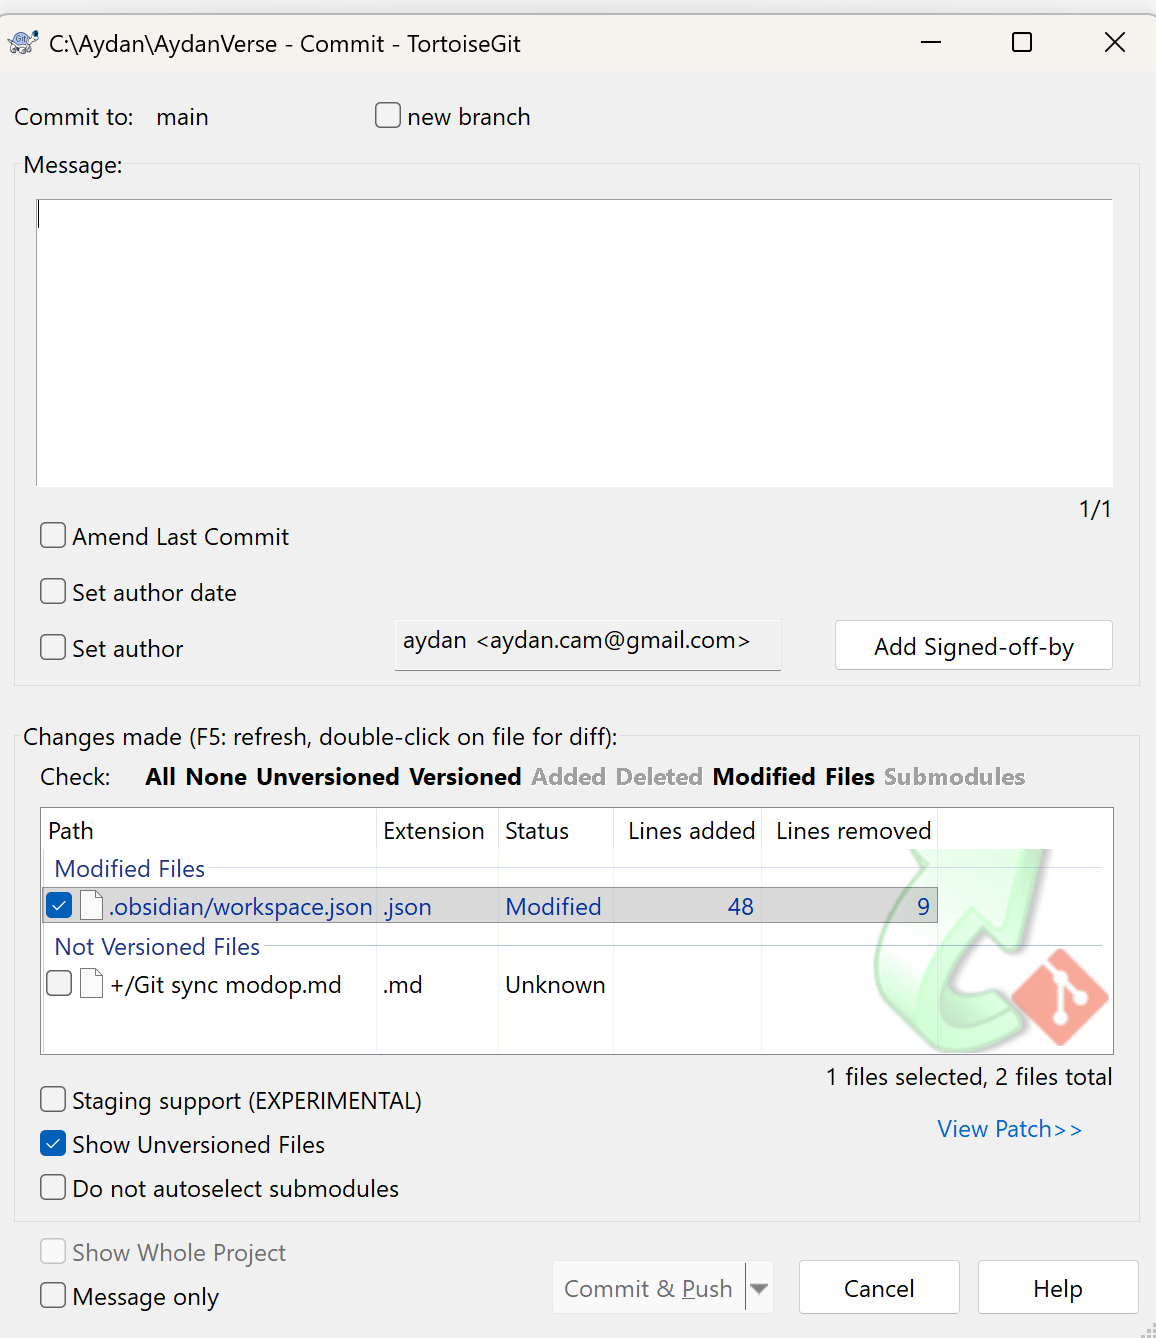 C:\Aydan\AydanVerse - Commit - TortoiseGit
Commit to: main new branch
Message:
1/1
Amend Last Commit
Set author date
Set author aydan <aydan.cam@gmail.com> Add Signed-off-by
Changes made (F5: refresh, double-click on file for diff):
Check: All None Unversioned Versioned Added Deleted Modified Files Submodules
Path Extension Status Lines added Lines removed
Modified Files
.obsidian/workspace.json .json Modified 48 9
Not Versioned Files
+/Git sync modop.md .md Unknown
1 files selected, 2 files total
Staging support (EXPERIMENTAL)
View Patch>>
Show Unversioned Files
Do not autoselect submodules
Show Whole Project
Message only
Commit & Push Cancel Help